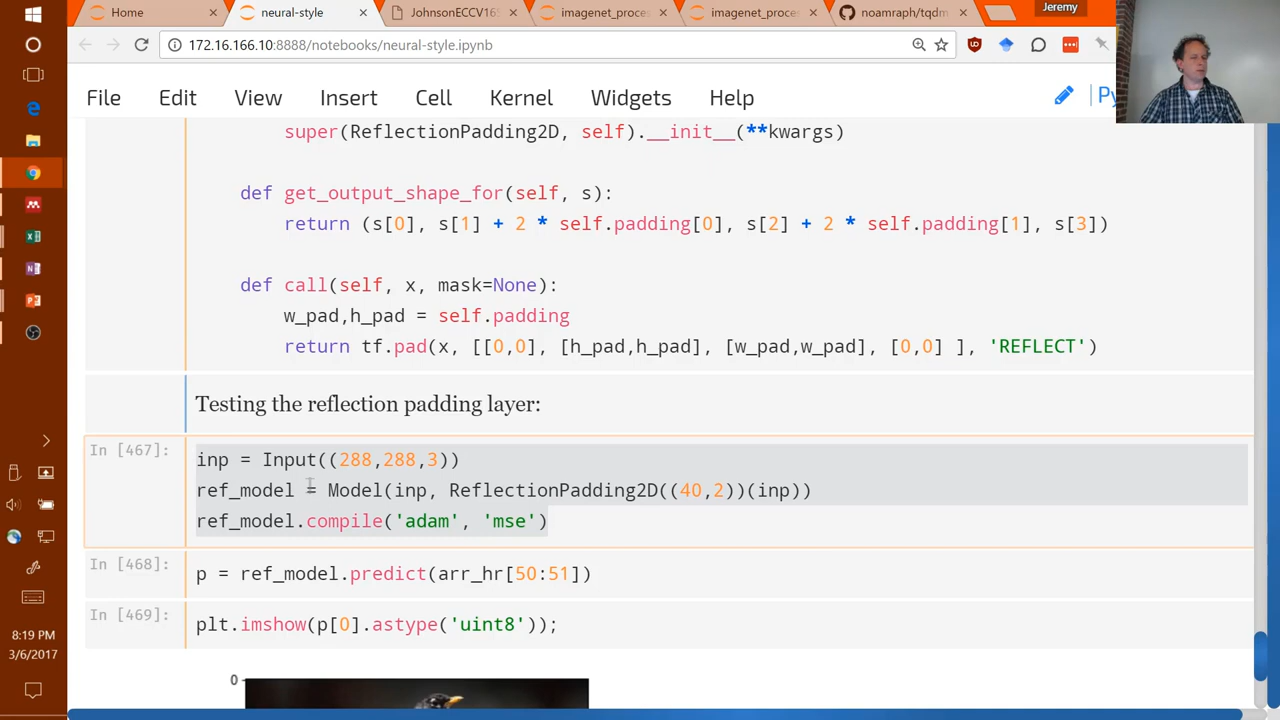 Home
neural-style
JohnsonECCV16
imagenet_proces
imagenet_proces
noamraph/tqdm
Jeremy
172.16.166.10:8888/notebooks/neural-style.ipynb
File Edit View Insert Cell Kernel Widgets Help
super(ReflectionPadding2D, self).__init__(**kwargs)
def get_output_shape_for(self, s):
return (s[0], s[1] + 2 * self.padding[0], s[2] + 2 * self.padding[1], s[3])
def call(self, x, mask=None):
w_pad,h_pad = self.padding
return tf.pad(x, [[0,0], [h_pad,h_pad], [w_pad,w_pad], [0,0] ], 'REFLECT')
Testing the reflection padding layer:
In [467]:
inp = Input((288,288,3))
ref_model = Model(inp, ReflectionPadding2D((40,2))(inp))
ref_model.compile('adam', 'mse')
In [468]:
p = ref_model.predict(arr_hr[50:51])
In [469]:
plt.imshow(p[0].astype('uint8'));
0
8:19 PM
3/6/2017